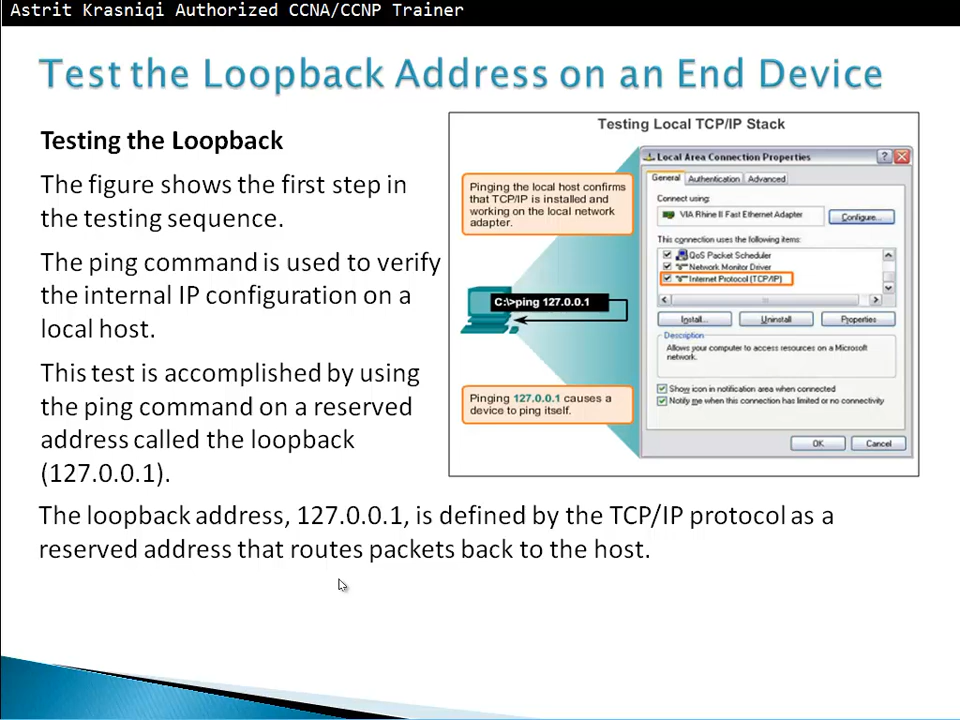 Astrit Krasniqi Authorized CCNA/CCNP Trainer
Test the Loopback Address on an End Device
Testing the Loopback
The figure shows the first step in
the testing sequence.
The ping command is used to verify
the internal IP configuration on a
local host.
This test is accomplished by using
the ping command on a reserved
address called the loopback
(127.0.0.1).
The loopback address, 127.0.0.1, is defined by the TCP/IP protocol as a
reserved address that routes packets back to the host.
Testing Local TCP/IP Stack
Pinging the local host confirms
that TCP/IP is installed and
working on the local network
adapter.
C:\>ping 127.0.0.1
Pinging 127.0.0.1 causes a
device to ping itself.
Local Area Connection Properties
General Authentication Advanced
Connect using:
VIA Rhine II Fast Ethernet Adapter
Configure...
This connection uses the following items:
QoS Packet Scheduler
Network Monitor Driver
Internet Protocol (TCP/IP)
Install... Uninstall Properties
Description
Allows your computer to access resources on a Microsoft
network.
Show icon in notification area when connected
Notify me when this connection has limited or no connectivity
OK Cancel